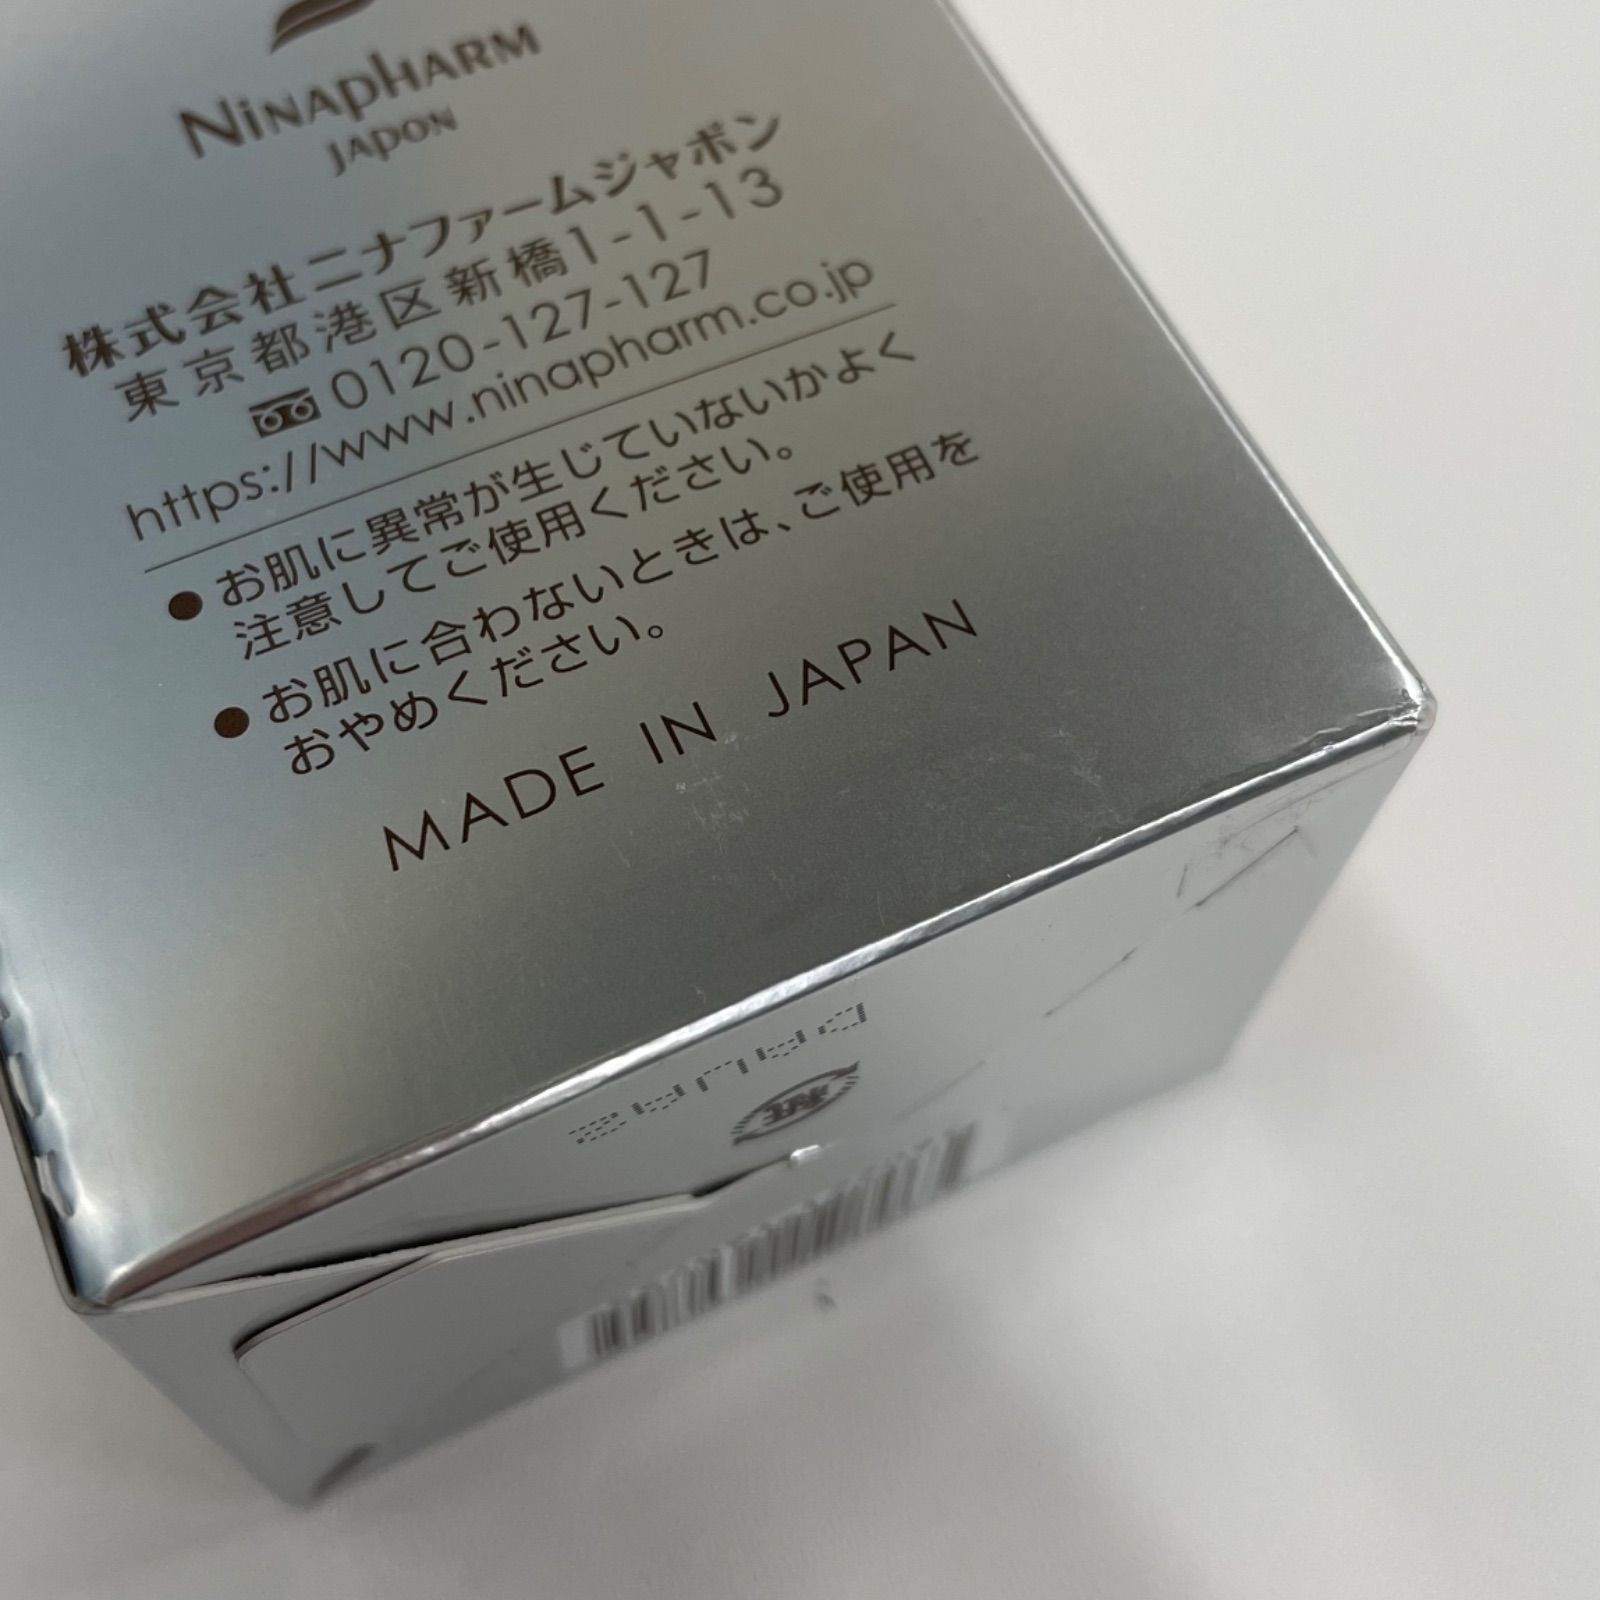 NINAPHARM
JAPON
株式会社ニナファームジャポン
東京都港区新橋1-1-13
0120-127-127
https://www.ninapharm.co.jp
●お肌に異常が生じていないかよく
注意してご使用ください。
●お肌に合わないときは、ご使用を
おやめください。
MADE IN JAPAN